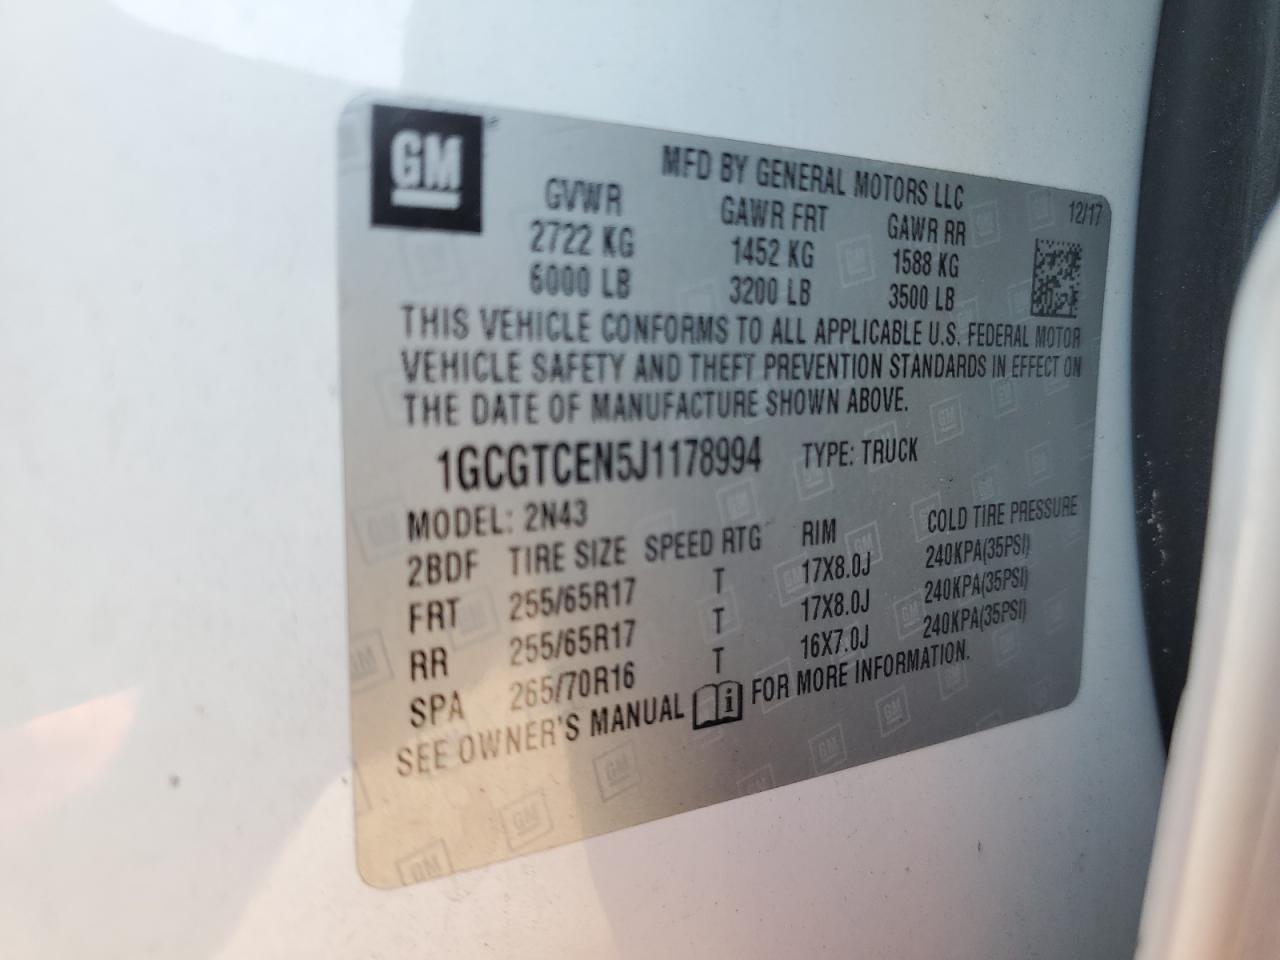 GM
MFD BY GENERAL MOTORS LLC
12/17
GVWR GAWR FRT GAWR RR
2722 KG 1452 KG 1588 KG
6000 LB 3200 LB 3500 LB
THIS VEHICLE CONFORMS TO ALL APPLICABLE U.S. FEDERAL MOTOR
VEHICLE SAFETY AND THEFT PREVENTION STANDARDS IN EFFECT ON
THE DATE OF MANUFACTURE SHOWN ABOVE.
1GCGTCEN5J1178994 TYPE: TRUCK
MODEL: 2N43
2BDF TIRE SIZE SPEED RTG RIM COLD TIRE PRESSURE
FRT 255/65R17 T 17X8.0J 240KPA(35PSI)
RR 255/65R17 T 17X8.0J 240KPA(35PSI)
SPA 265/70R16 T 16X7.0J 240KPA(35PSI)
SEE OWNER'S MANUAL i FOR MORE INFORMATION.